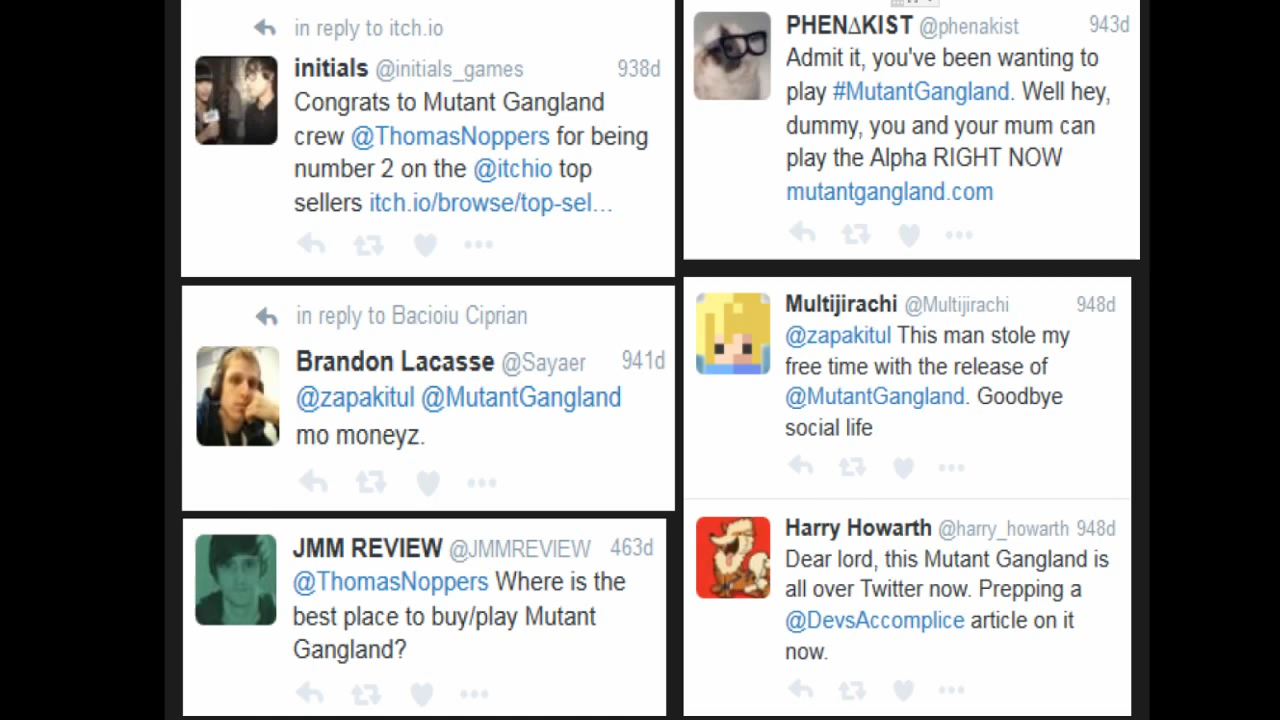 in reply to itch.io
initials @initials_games 938d
Congrats to Mutant Gangland
crew @ThomasNoppers for being
number 2 on the @itchio top
sellers itch.io/browse/top-sel...
in reply to Bacioiu Ciprian
Brandon Lacasse @Sayaer 941d
@zapakitul @MutantGangland
mo moneyz.
JMM REVIEW @JMMREVIEW 463d
@ThomasNoppers Where is the
best place to buy/play Mutant
Gangland?
PHEN∆KIST @phenakist 943d
Admit it, you've been wanting to
play #MutantGangland. Well hey,
dummy, you and your mum can
play the Alpha RIGHT NOW
mutantgangland.com
Multijirachi @Multijirachi 948d
@zapakitul This man stole my
free time with the release of
@MutantGangland. Goodbye
social life
Harry Howarth @harry_howarth 948d
Dear lord, this Mutant Gangland is
all over Twitter now. Prepping a
@DevsAccomplice article on it
now.